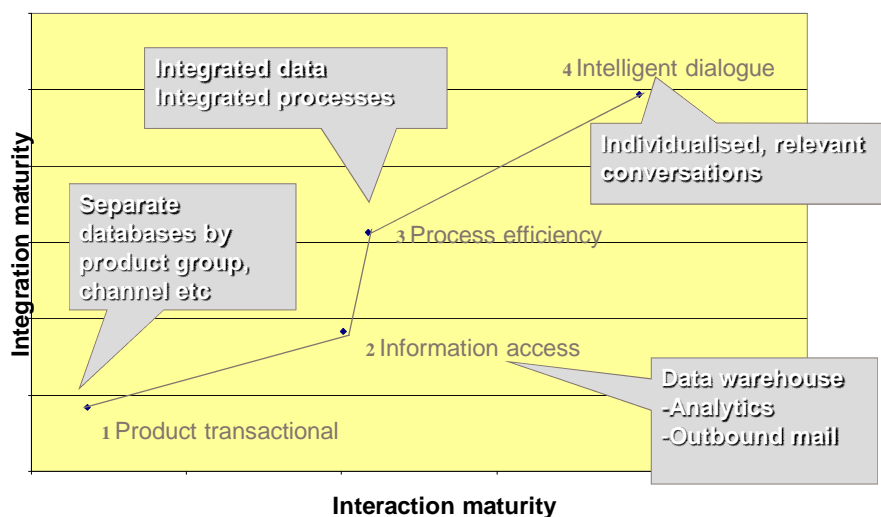 Integrated data
Integrated processes
4 Intelligent dialogue
Individualised, relevant
conversations
Separate
databases by
product group,
channel etc
3 Process efficiency
2 Information access
Data warehouse
-Analytics
-Outbound mail
1 Product transactional
Integration maturity
Interaction maturity